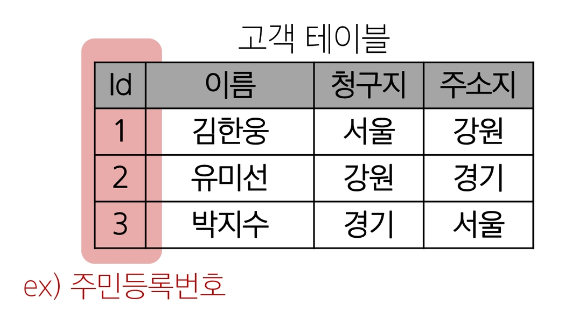 고객 테이블
Id 이름 청구지 주소지
1 김한웅 서울 강원
2 유미선 강원 경기
3 박지수 경기 서울
ex) 주민등록번호